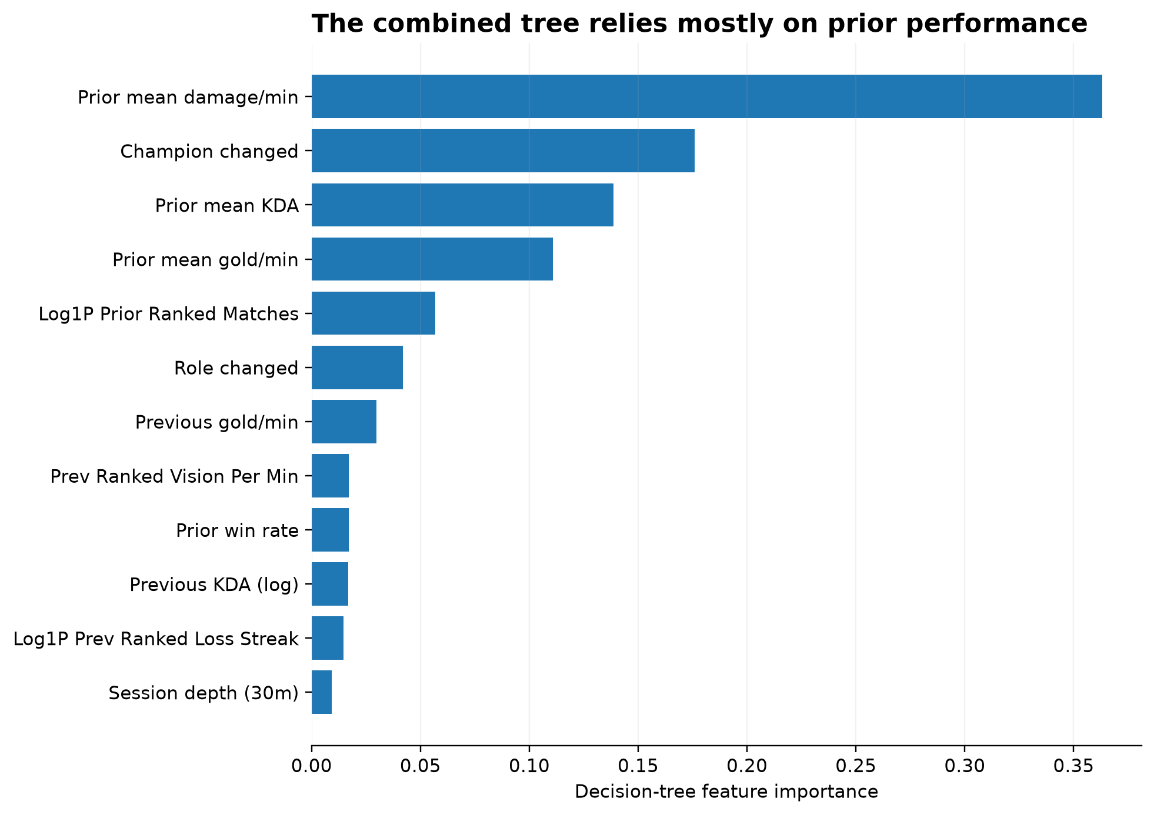 The combined tree relies mostly on prior performance
Prior mean damage/min
Champion changed
Prior mean KDA
Prior mean gold/min
Log1P Prior Ranked Matches
Role changed
Previous gold/min
Prev Ranked Vision Per Min
Prior win rate
Previous KDA (log)
Log1P Prev Ranked Loss Streak
Session depth (30m)
0.00 0.05 0.10 0.15 0.20 0.25 0.30 0.35
Decision-tree feature importance